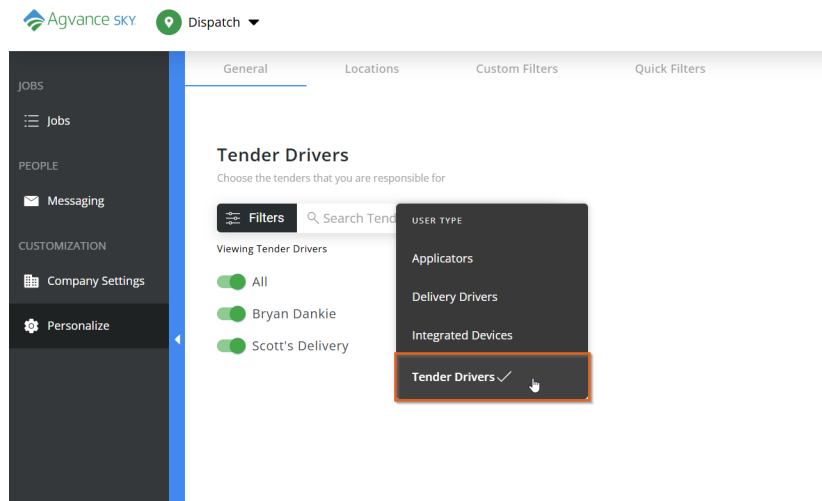 Agvance SKY Dispatch
General Locations Custom Filters Quick Filters
JOBS
Jobs
PEOPLE
Messaging
CUSTOMIZATION
Company Settings
Personalize
Tender Drivers
Choose the tenders that you are responsible for
Filters Search Tend
Viewing Tender Drivers
All
Bryan Dankie
Scott's Delivery
USER TYPE
Applicators
Delivery Drivers
Integrated Devices
Tender Drivers